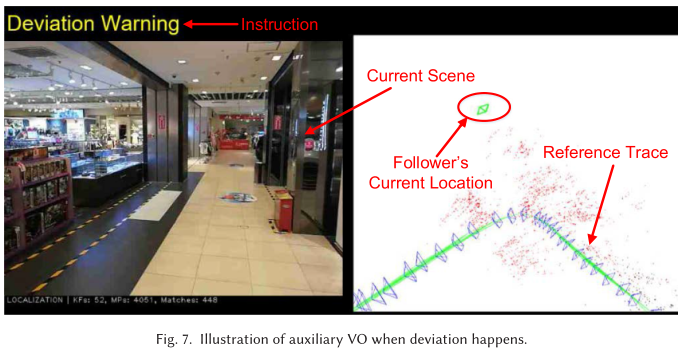 Deviation Warning
Instruction
Current Scene
Follower's
Current Location
Reference Trace
LOCALIZATION | KFs: 52, MPs: 4051, Matches: 448
Fig. 7. Illustration of auxiliary VO when deviation happens.